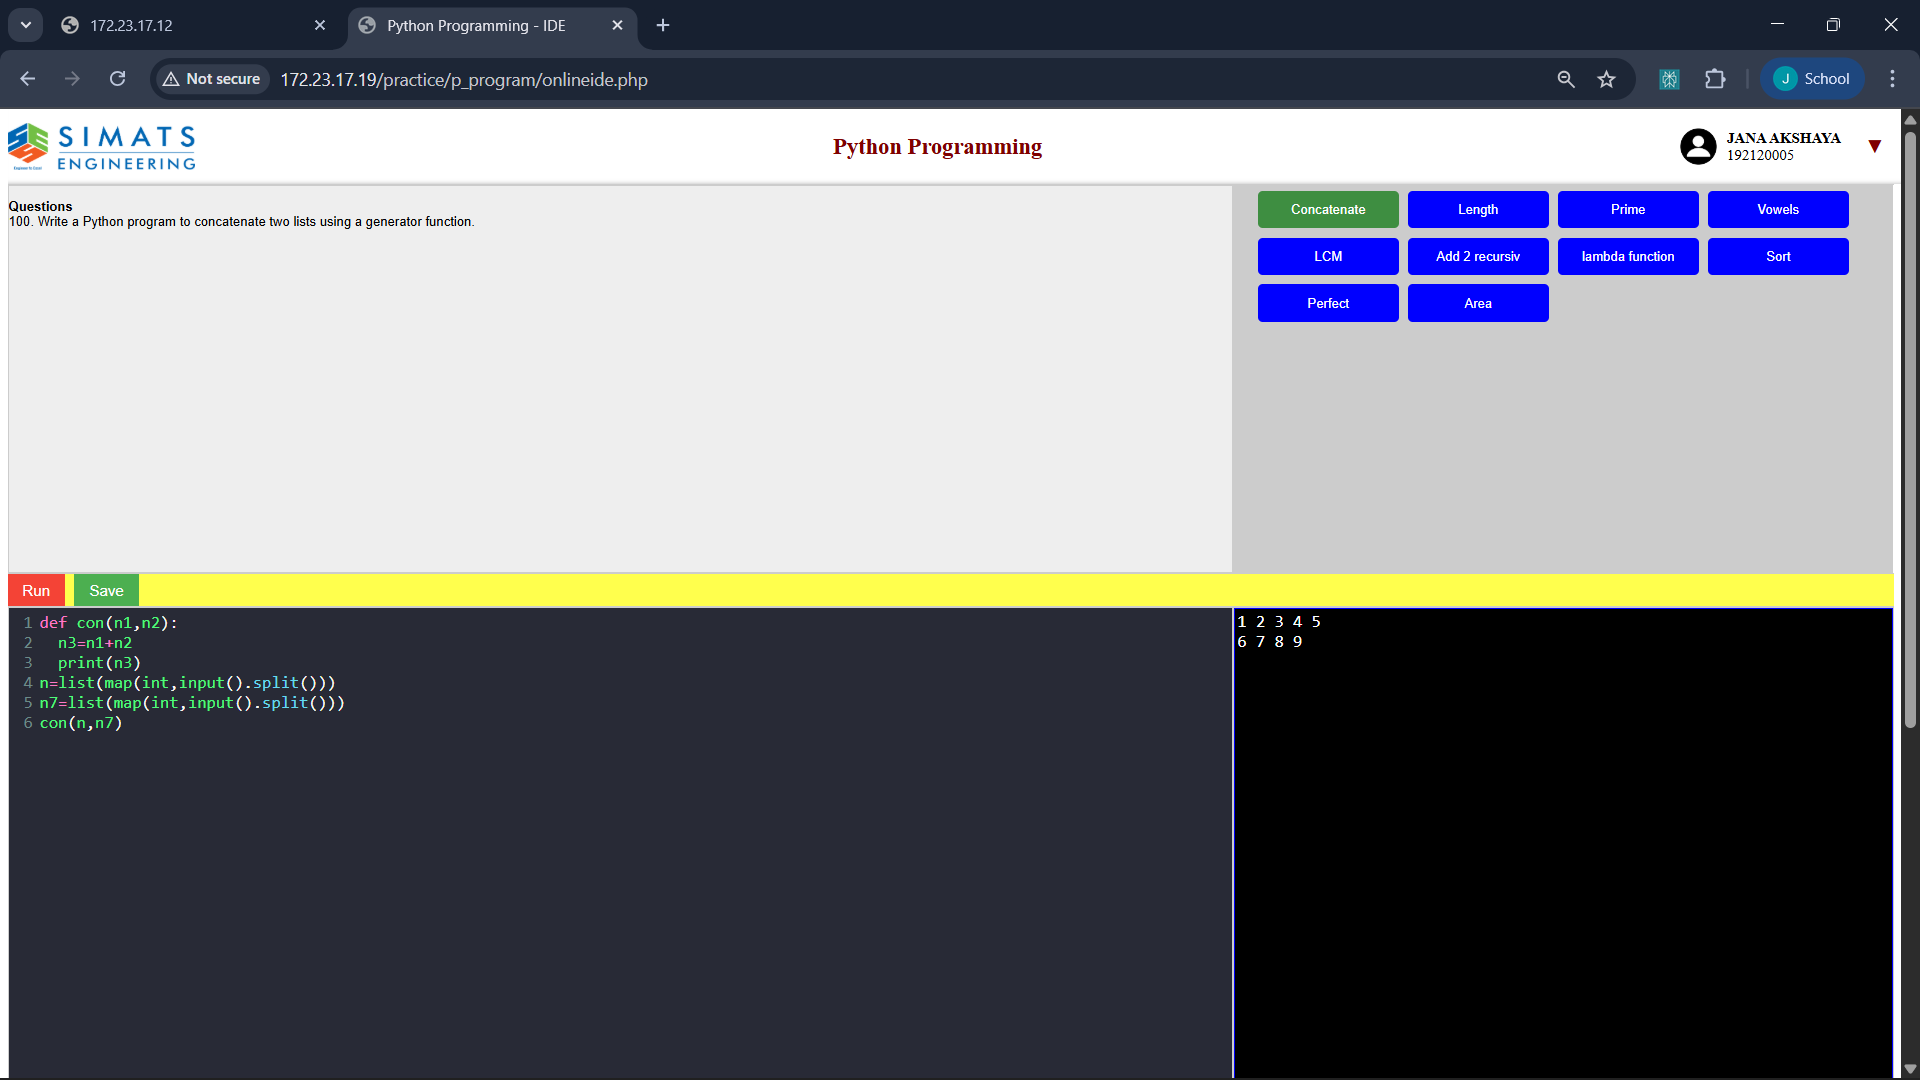 172.23.17.12
Python Programming - IDE
Not secure
172.23.17.19/practice/p_program/onlineide.php
J
School
SIMATS
ENGINEERING
Python Programming
JANA AKSHAYA
192120005
Questions
100. Write a Python program to concatenate two lists using a generator function.
Concatenate
Length
Prime
Vowels
LCM
Add 2 recursiv
lambda function
Sort
Perfect
Area
Run
Save
1 def con(n1,n2):
2   n3=n1+n2
3   print(n3)
4 n=list(map(int,input().split()))
5 n7=list(map(int,input().split()))
6 con(n,n7)
1 2 3 4 5
6 7 8 9